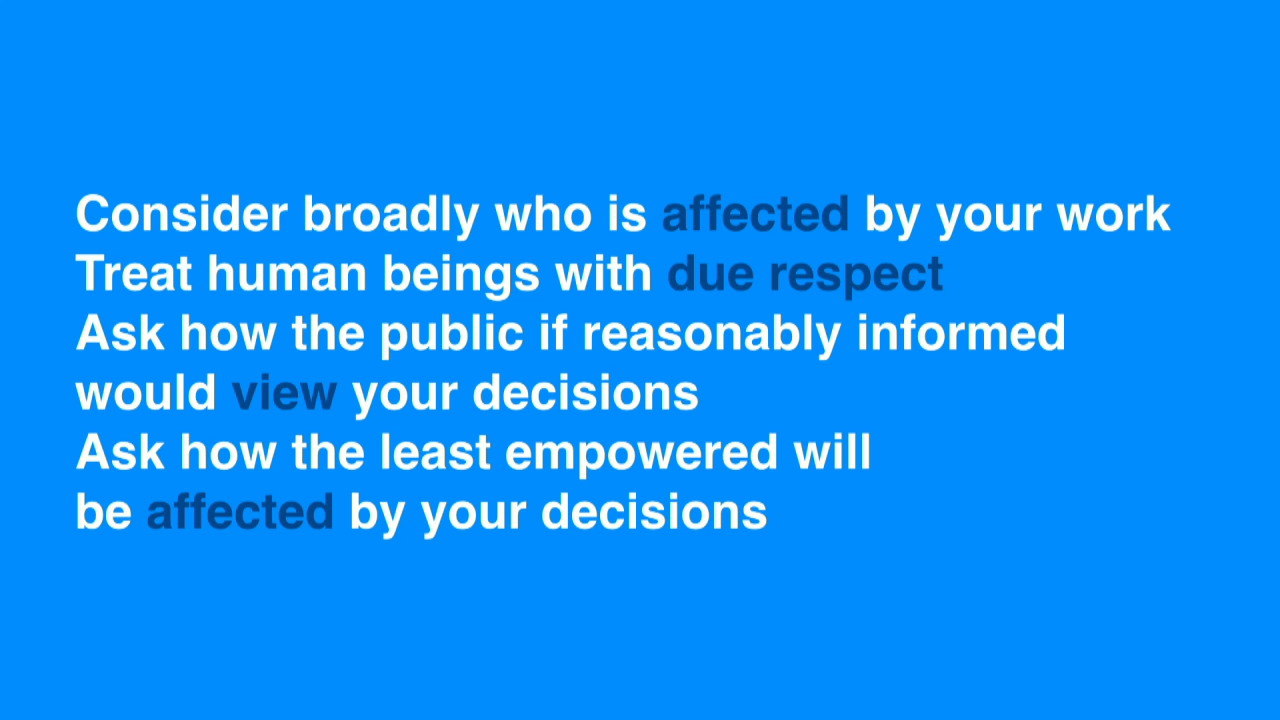 Consider broadly who is affected by your work
Treat human beings with due respect
Ask how the public if reasonably informed
would view your decisions
Ask how the least empowered will
be affected by your decisions